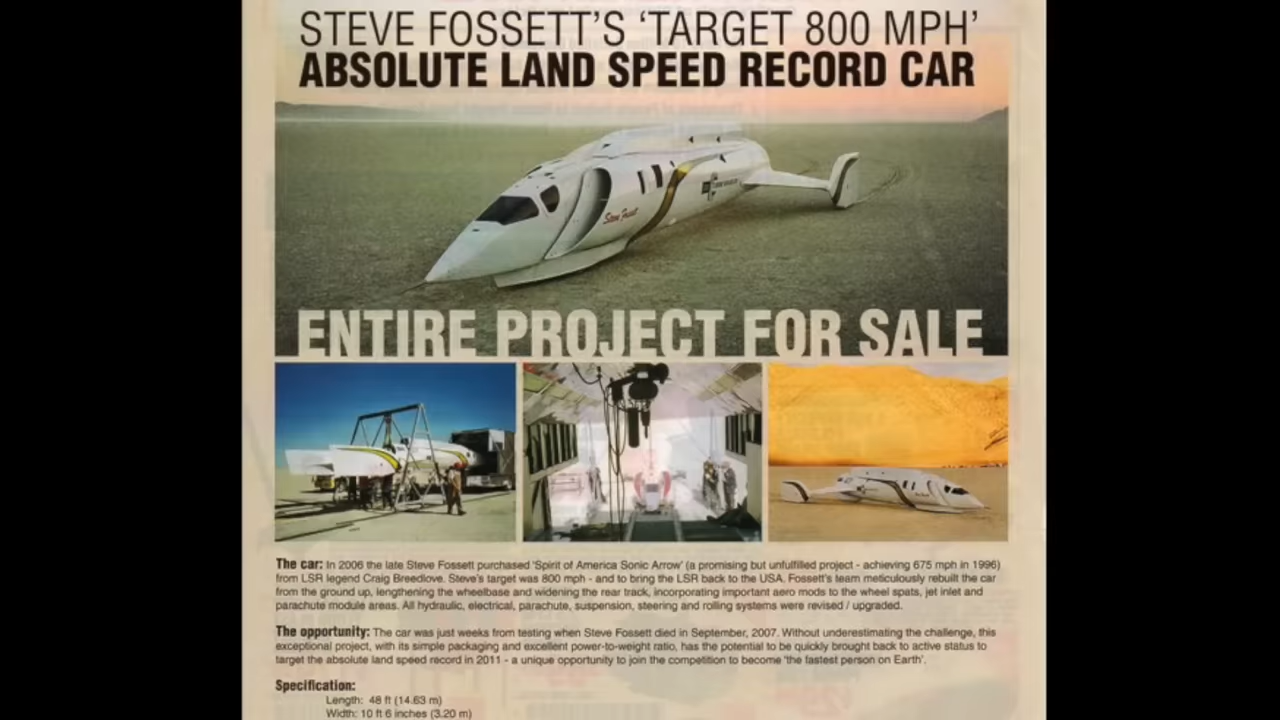 STEVE FOSSETT'S 'TARGET 800 MPH'
ABSOLUTE LAND SPEED RECORD CAR
Steve Fossett
ENTIRE PROJECT FOR SALE
The car: In 2006 the late Steve Fossett purchased 'Spirit of America Sonic Arrow' (a promising but unfulfilled project - achieving 675 mph in 1996)
from LSR legend Craig Breedlove. Steve's target was 800 mph - and to bring the LSR back to the USA. Fossett's team meticulously rebuilt the car
from the ground up, lengthening the wheelbase and widening the rear track, incorporating important aero mods to the wheel spats, jet inlet and
parachute module areas. All hydraulic, electrical, parachute, suspension, steering and rolling systems were revised / upgraded.
The opportunity: The car was just weeks from testing when Steve Fossett died in September, 2007. Without underestimating the challenge, this
exceptional project, with its simple packaging and excellent power-to-weight ratio, has the potential to be quickly brought back to active status to
target the absolute land speed record in 2011 - a unique opportunity to join the competition to become 'the fastest person on Earth'.
Specification:
Length: 48 ft (14.63 m)
Width: 10 ft 6 inches (3.20 m)